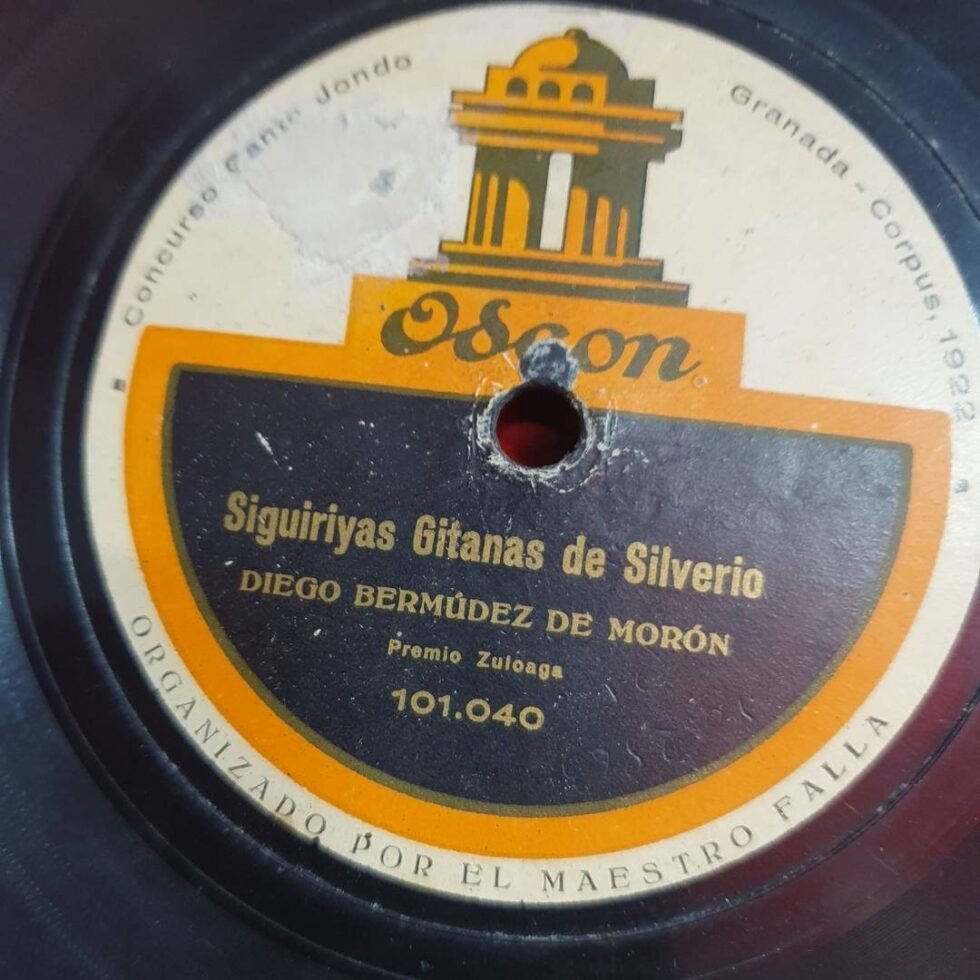 Concurso Cante Jondo
Granada - Corpus, 1922
Odeon
Siguiriyas Gitanas de Silverio
DIEGO BERMÚDEZ DE MORÓN
Premio Zuloaga
101.040
ORGANIZADO POR EL MAESTRO FALLA